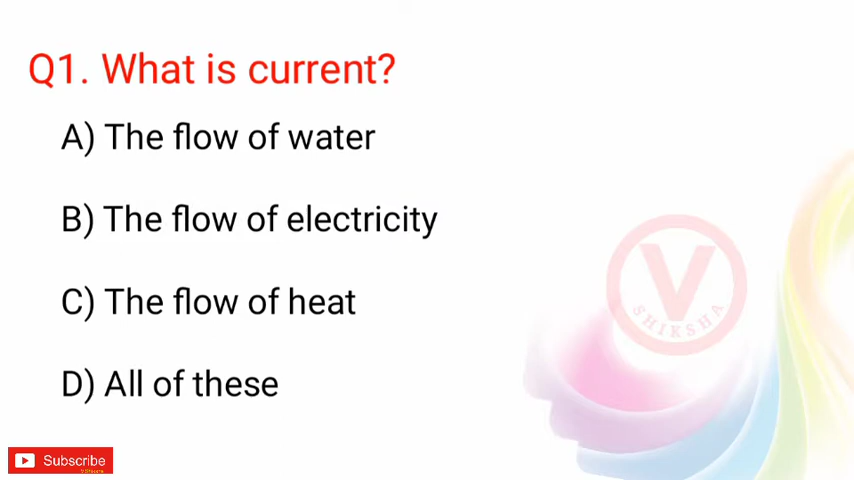 Q1. What is current?
A) The flow of water
B) The flow of electricity
C) The flow of heat
D) All of these
V
SHIKSHA
Subscribe
V Shiksha